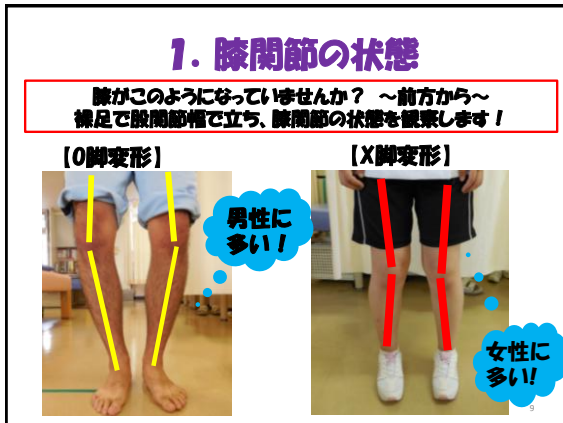 1．膝関節の状態
膝がこのようになっていませんか？ ～前方から～
裸足で股関節幅で立ち、膝関節の状態を観察します！
【O脚変形】
【X脚変形】
男性に
多い！
女性に
多い！
9